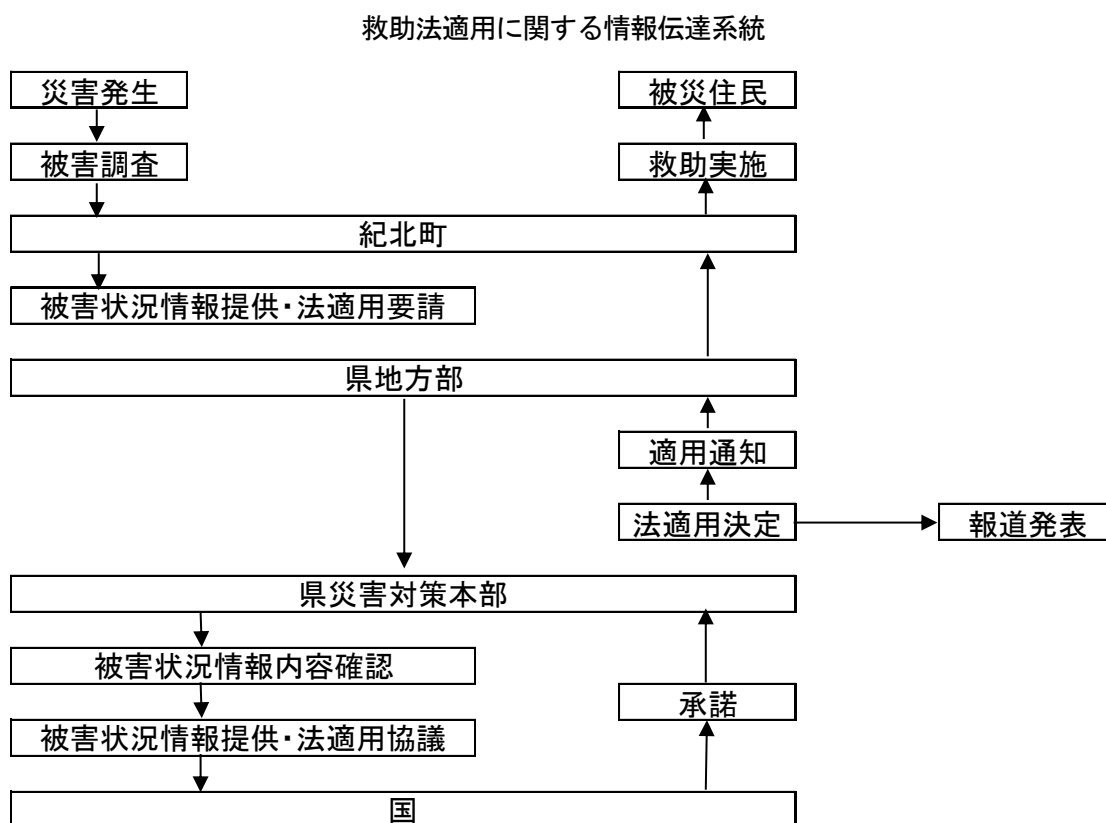 救助法適用に関する情報伝達系統
災害発生
被災住民
被害調査
救助実施
紀北町
被害状況情報提供・法適用要請
県地方部
適用通知
法適用決定
報道発表
県災害対策本部
被害状況情報内容確認
承諾
被害状況情報提供・法適用協議
国